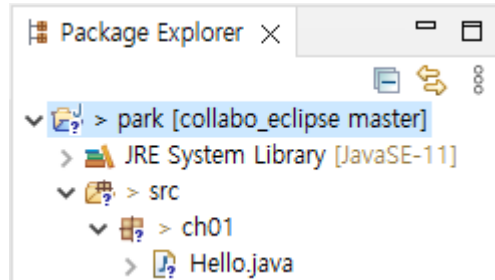 Package Explorer
> park [collabo_eclipse master]
JRE System Library [JavaSE-11]
> src
> ch01
Hello.java